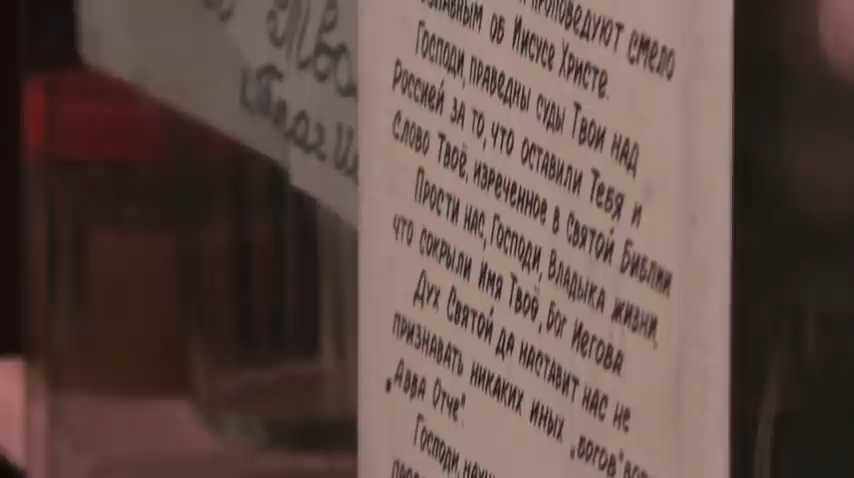 проповедуют смело
об Иисусе Христе.
Господи, праведны суды Твои над
Россией за то, что оставили Тебя и
Слово Твоё, изреченное в Святой Библии
Прости нас, Господи, Владыка жизни,
что сокрыли Имя Твоё, Бог Иегова
Дух Святой да наставит нас не
признавать никаких иных „богов"
„Авва Отче".
Господи,